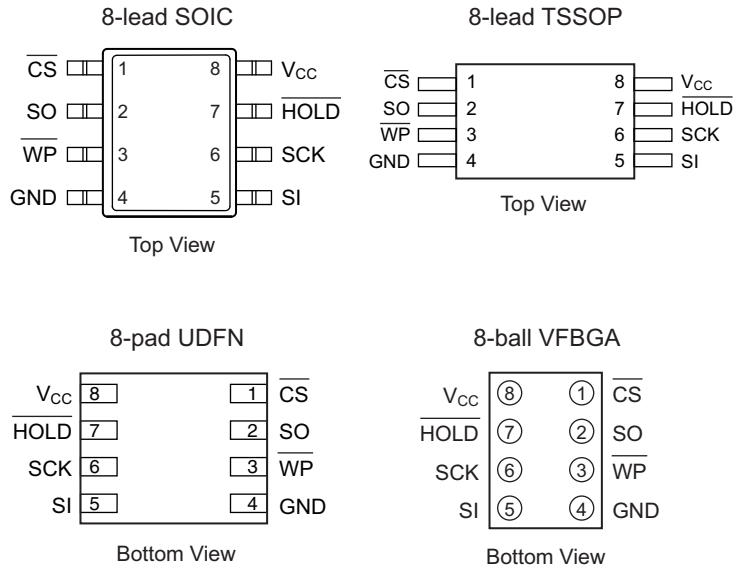 8-lead SOIC
CS 1 8 VCC
SO 2 7 HOLD
WP 3 6 SCK
GND 4 5 SI
Top View
8-lead TSSOP
CS 1 8 VCC
SO 2 7 HOLD
WP 3 6 SCK
GND 4 5 SI
Top View
8-pad UDFN
VCC 8 1 CS
HOLD 7 2 SO
SCK 6 3 WP
SI 5 4 GND
Bottom View
8-ball VFBGA
VCC 8 1 CS
HOLD 7 2 SO
SCK 6 3 WP
SI 5 4 GND
Bottom View